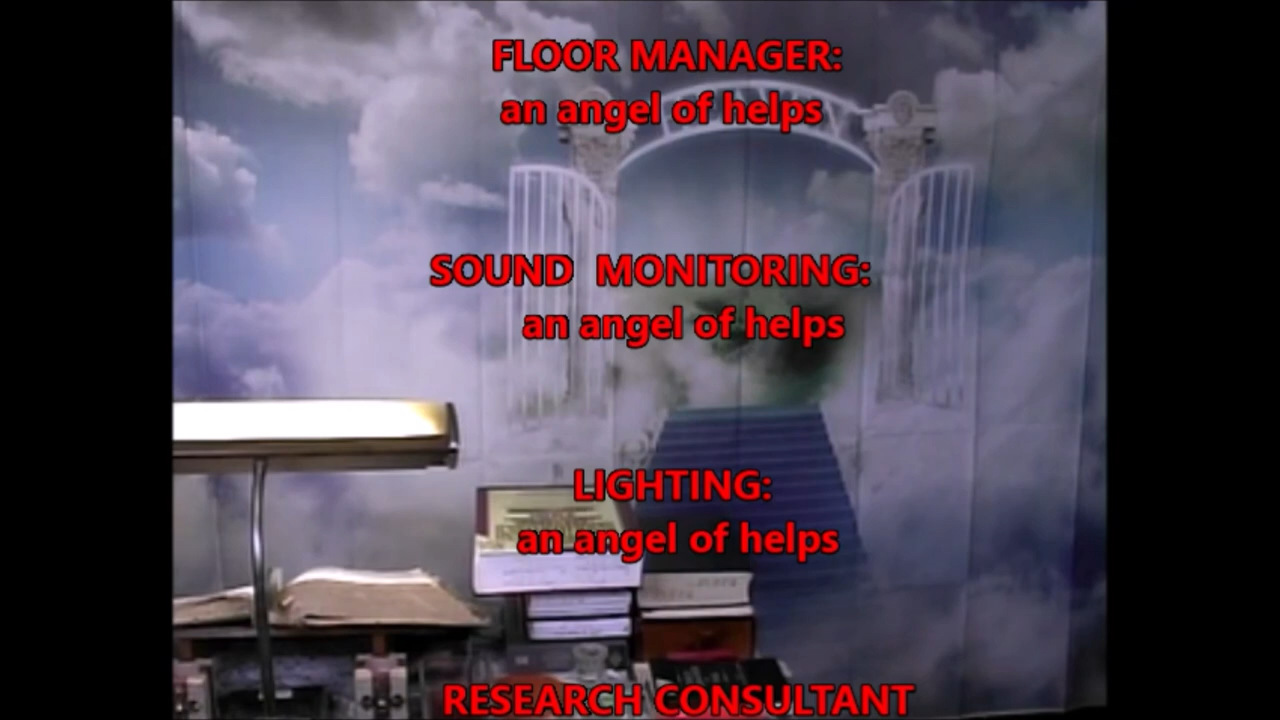 FLOOR MANAGER:
an angel of helps
SOUND MONITORING:
an angel of helps
LIGHTING:
an angel of helps
RESEARCH CONSULTANT